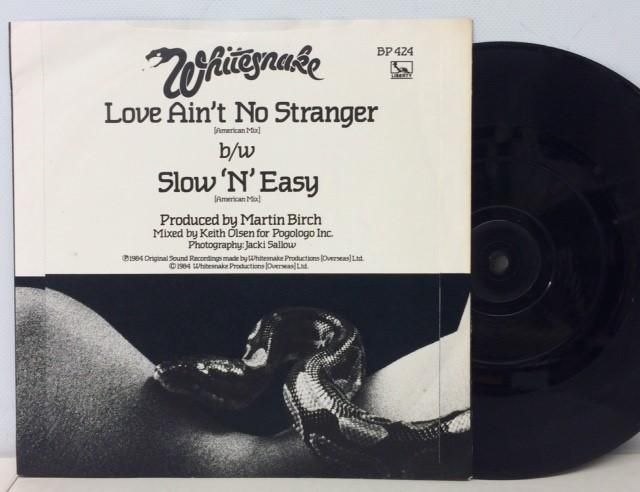 Whitesnake
BP 424
LIBERTY
Love Ain't No Stranger
[American Mix]
b/w
Slow 'N' Easy
[American Mix]
Produced by Martin Birch
Mixed by Keith Olsen for Pogologo Inc.
Photography: Jacki Sallow
℗ 1984 Original Sound Recordings made by Whitesnake Productions [Overseas] Ltd.
© 1984 Whitesnake Productions [Overseas] Ltd.